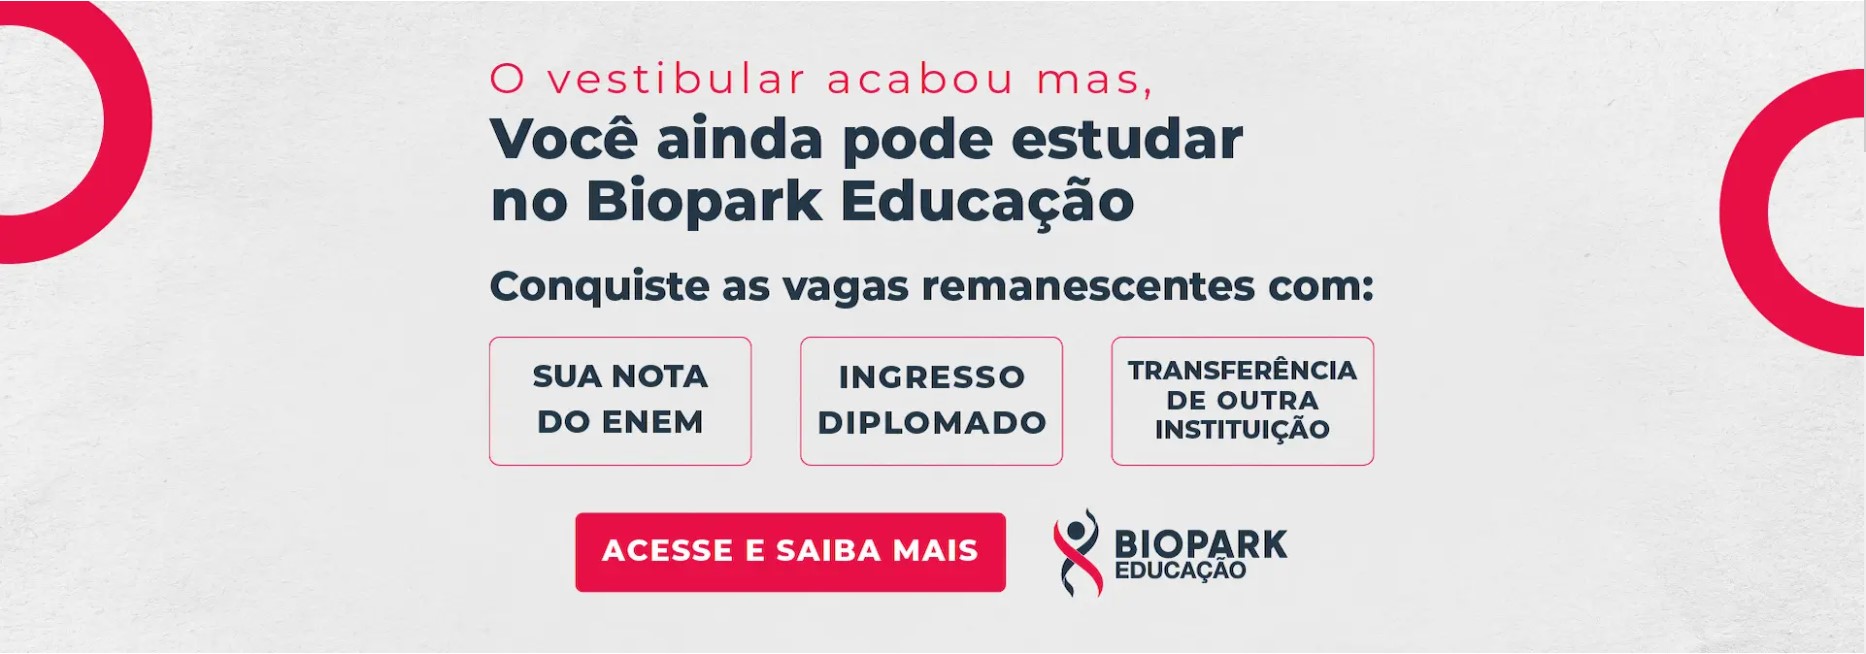 O vestibular acabou mas,
Você ainda pode estudar
no Biopark Educação
Conquiste as vagas remanescentes com:
SUA NOTA
DO ENEM
INGRESSO
DIPLOMADO
TRANSFERÊNCIA
DE OUTRA
INSTITUIÇÃO
ACESSE E SAIBA MAIS
BIOPARK
EDUCAÇÃO